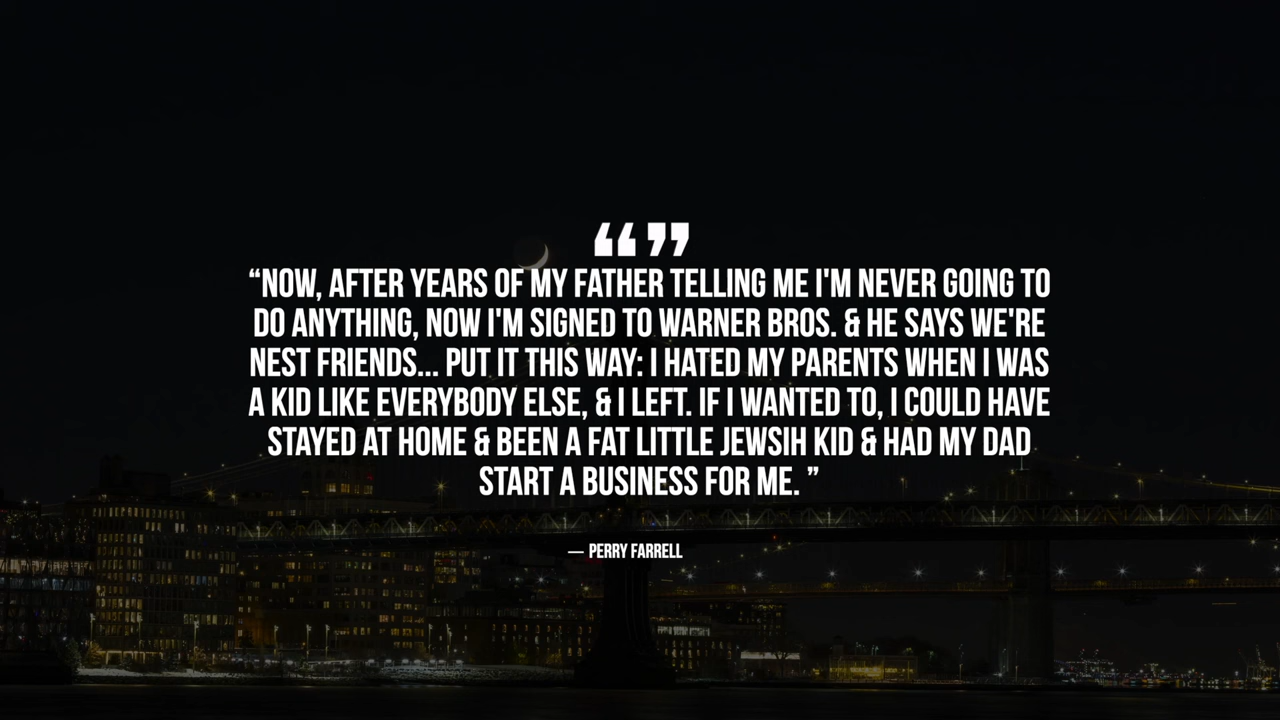 ❝❞
“NOW, AFTER YEARS OF MY FATHER TELLING ME I'M NEVER GOING TO
DO ANYTHING, NOW I'M SIGNED TO WARNER BROS. & HE SAYS WE'RE
NEST FRIENDS... PUT IT THIS WAY: I HATED MY PARENTS WHEN I WAS
A KID LIKE EVERYBODY ELSE, & I LEFT. IF I WANTED TO, I COULD HAVE
STAYED AT HOME & BEEN A FAT LITTLE JEWSIH KID & HAD MY DAD
START A BUSINESS FOR ME. ”
— PERRY FARRELL